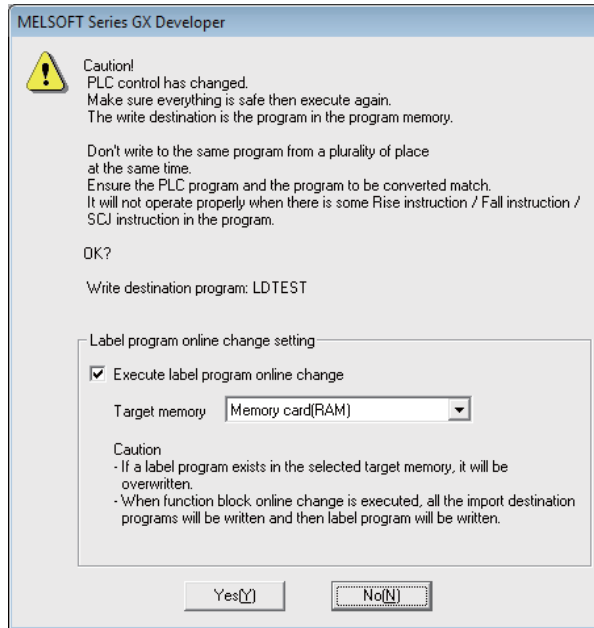 MELSOFT Series GX Developer
Caution!
PLC control has changed.
Make sure everything is safe then execute again.
The write destination is the program in the program memory.
Don't write to the same program from a plurality of place
at the same time.
Ensure the PLC program and the program to be converted match.
It will not operate properly when there is some Rise instruction / Fall instruction /
SCJ instruction in the program.
OK?
Write destination program: LDTEST
Label program online change setting
Execute label program online change
Target memory Memory card(RAM)
Caution
- If a label program exists in the selected target memory, it will be
overwritten.
- When function block online change is executed, all the import destination
programs will be written and then label program will be written.
Yes(Y) No(N)